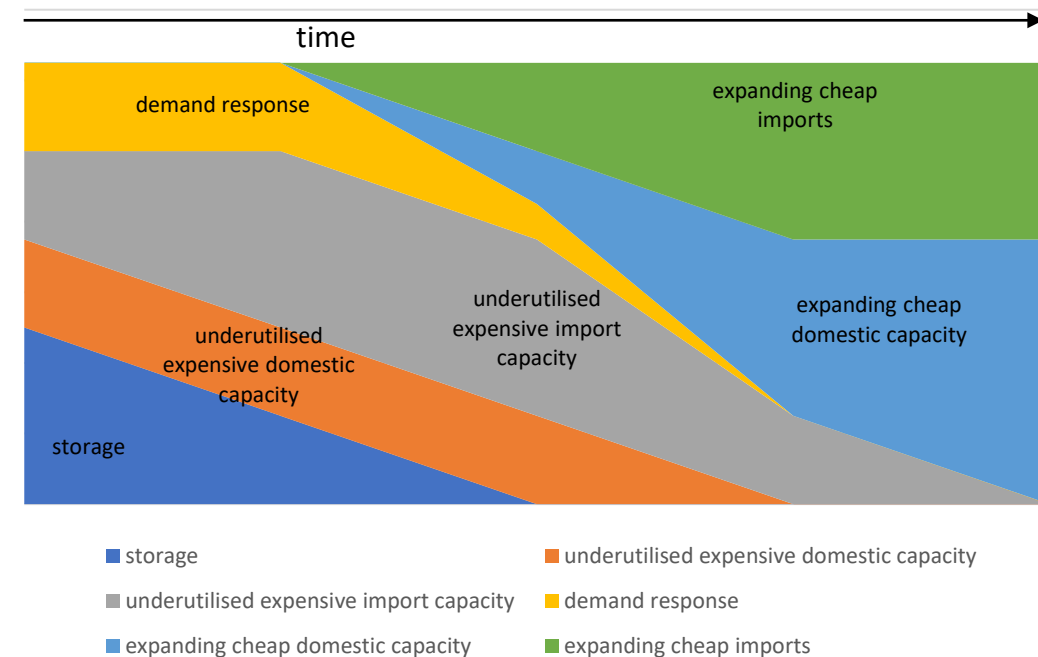 time
demand response
expanding cheap
imports
underutilised
expensive import
capacity
expanding cheap
domestic capacity
underutilised
expensive domestic
capacity
storage
storage
underutilised expensive domestic capacity
underutilised expensive import capacity
demand response
expanding cheap domestic capacity
expanding cheap imports